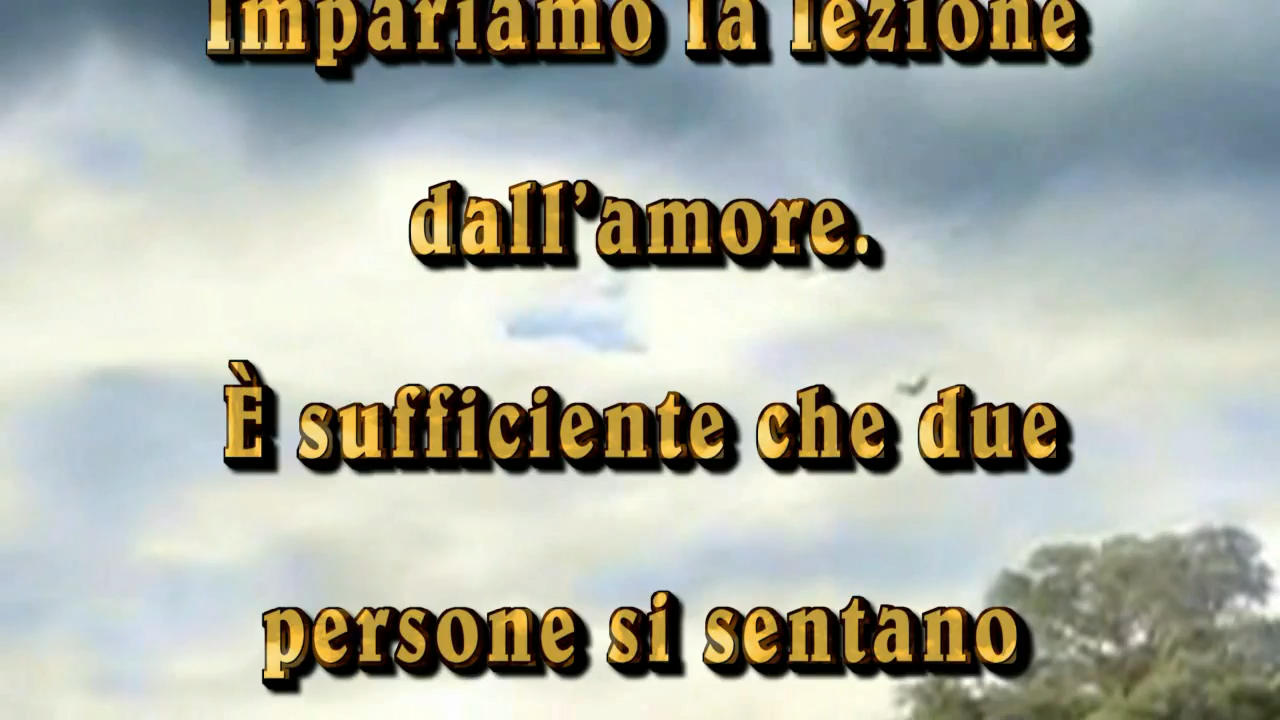 Impariamo la lezione
dall’amore.
È sufficiente che due
persone si sentano